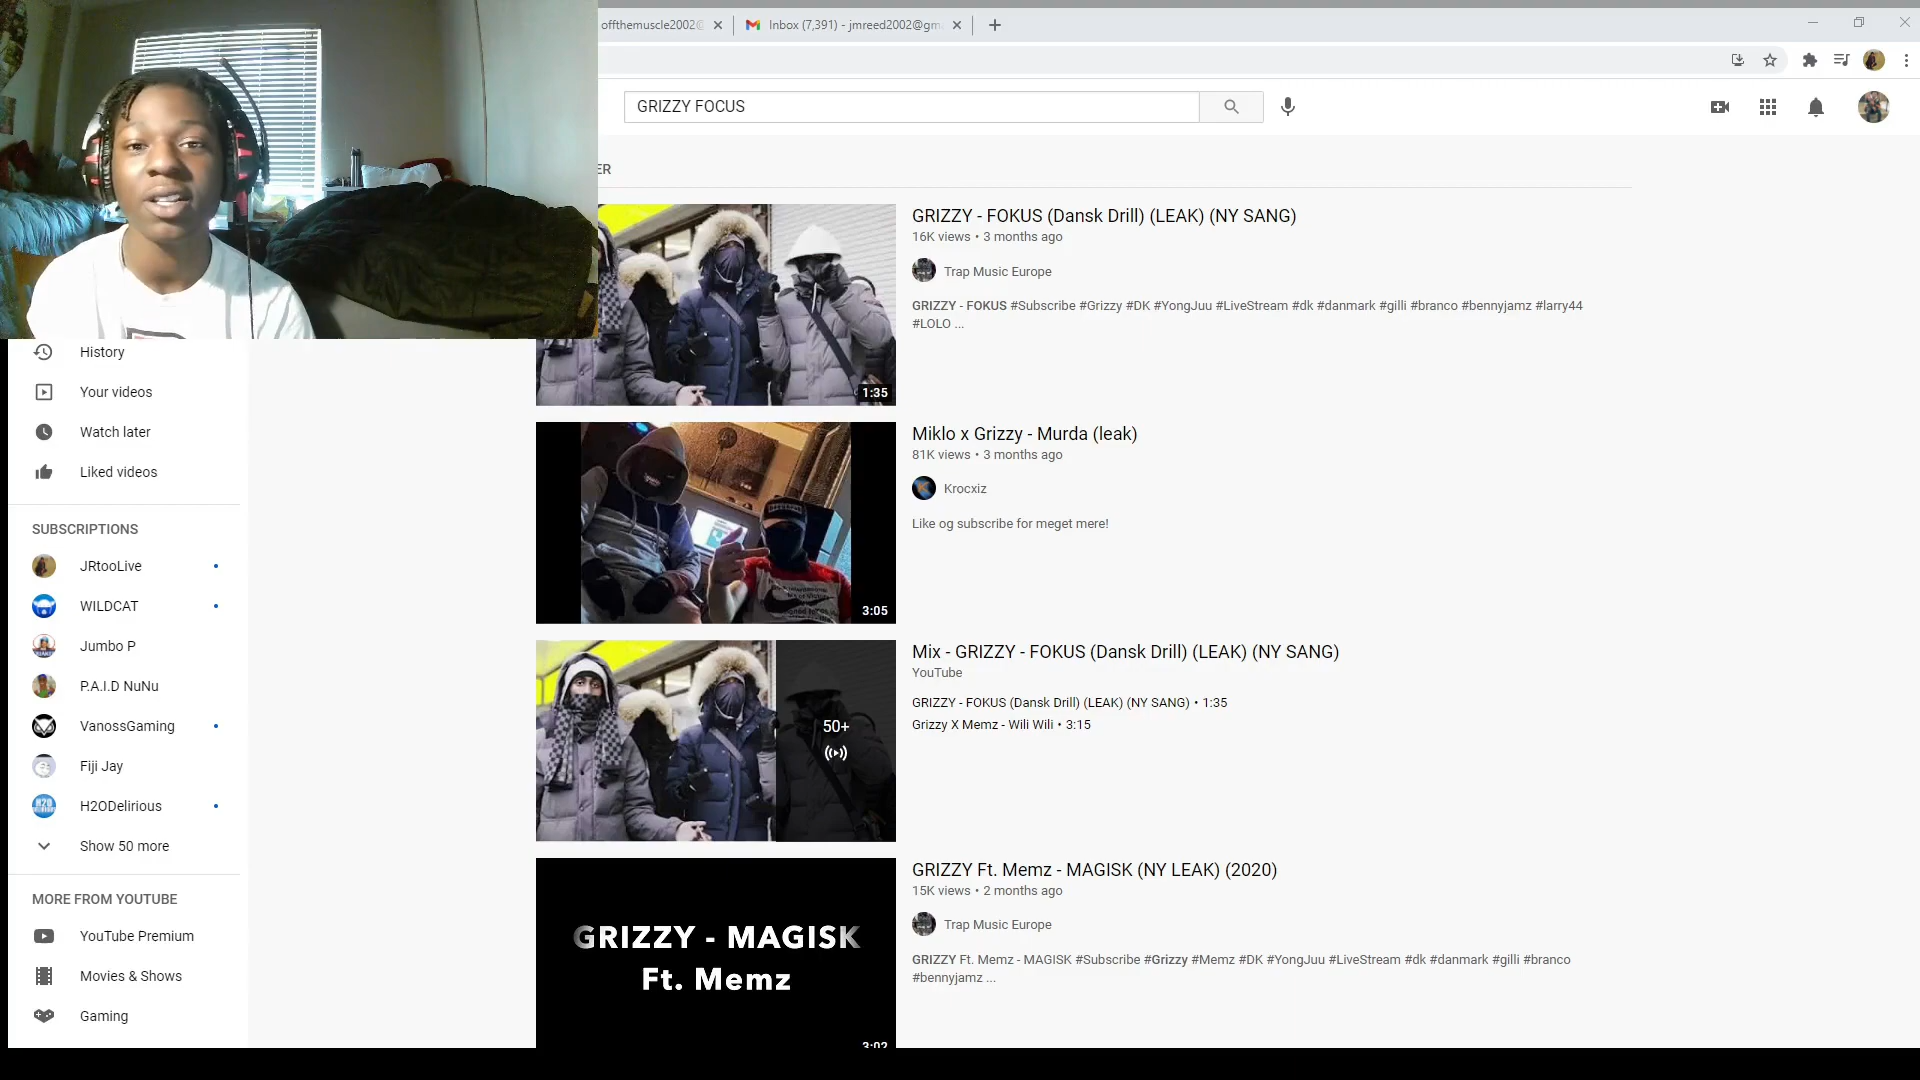 offthemuscle2002@
Inbox (7,391) - jmreed2002@gm
GRIZZY FOCUS
ER
GRIZZY - FOKUS (Dansk Drill) (LEAK) (NY SANG)
16K views • 3 months ago
Trap Music Europe
GRIZZY - FOKUS #Subscribe #Grizzy #DK #YongJuu #LiveStream #dk #danmark #gilli #branco #bennyjamz #larry44
#LOLO ...
1:35
History
Your videos
Watch later
Liked videos
Miklo x Grizzy - Murda (leak)
81K views • 3 months ago
Krocxiz
Like og subscribe for meget mere!
3:05
SUBSCRIPTIONS
JRtooLive
WILDCAT
Jumbo P
P.A.I.D NuNu
VanossGaming
Fiji Jay
H2ODelirious
Show 50 more
Mix - GRIZZY - FOKUS (Dansk Drill) (LEAK) (NY SANG)
YouTube
GRIZZY - FOKUS (Dansk Drill) (LEAK) (NY SANG) • 1:35
Grizzy X Memz - Wili Wili • 3:15
50+
MORE FROM YOUTUBE
YouTube Premium
Movies & Shows
Gaming
GRIZZY Ft. Memz - MAGISK (NY LEAK) (2020)
15K views • 2 months ago
Trap Music Europe
GRIZZY Ft. Memz - MAGISK #Subscribe #Grizzy #Memz #DK #YongJuu #LiveStream #dk #danmark #gilli #branco
#bennyjamz ...
GRIZZY - MAGISK
Ft. Memz
3:02